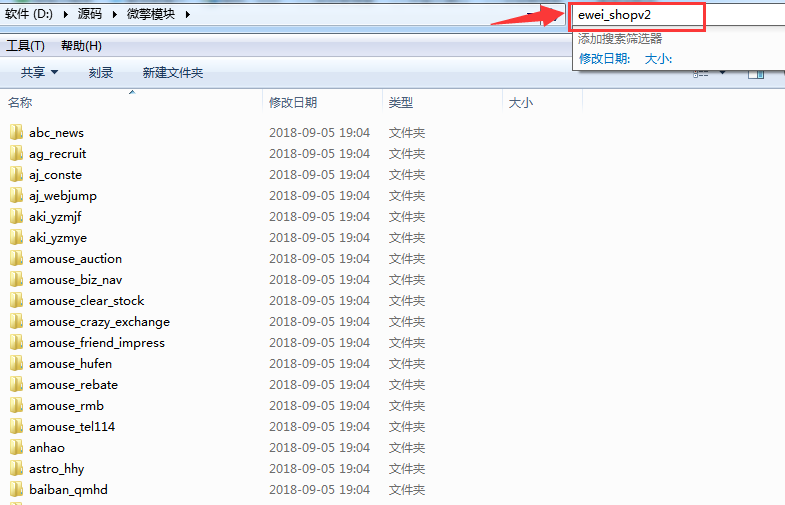 软件 (D:) ▶ 源码 ▶ 微擎模块 ▶ ewei_shopv2
添加搜索筛选器
修改日期: 大小:
工具(T) 帮助(H)
共享 刻录 新建文件夹
名称 修改日期 类型 大小
abc_news 2018-09-05 19:04 文件夹
ag_recruit 2018-09-05 19:04 文件夹
aj_conste 2018-09-05 19:04 文件夹
aj_webjump 2018-09-05 19:04 文件夹
aki_yzmjf 2018-09-05 19:04 文件夹
aki_yzmye 2018-09-05 19:04 文件夹
amouse_auction 2018-09-05 19:04 文件夹
amouse_biz_nav 2018-09-05 19:04 文件夹
amouse_clear_stock 2018-09-05 19:04 文件夹
amouse_crazy_exchange 2018-09-05 19:04 文件夹
amouse_friend_impress 2018-09-05 19:04 文件夹
amouse_hufen 2018-09-05 19:04 文件夹
amouse_rebate 2018-09-05 19:04 文件夹
amouse_rmb 2018-09-05 19:04 文件夹
amouse_tel114 2018-09-05 19:04 文件夹
anhao 2018-09-05 19:04 文件夹
astro_hhy 2018-09-05 19:04 文件夹
baiban_qmhd 2018-09-05 19:04 文件夹